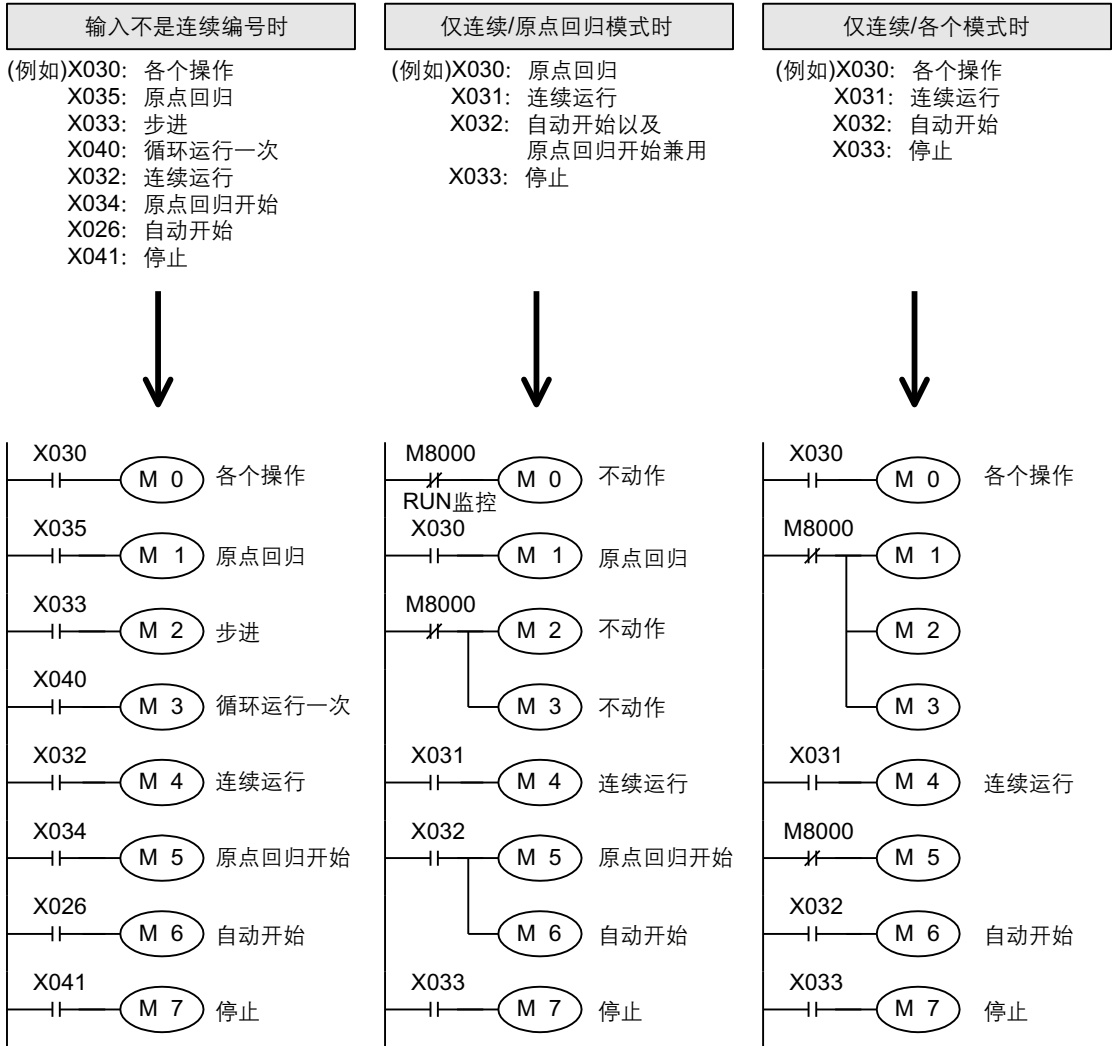 输入不是连续编号时
(例如)X030: 各个操作
X035: 原点回归
X033: 步进
X040: 循环运行一次
X032: 连续运行
X034: 原点回归开始
X026: 自动开始
X041: 停止
X030
M 0 各个操作
X035
M 1 原点回归
X033
M 2 步进
X040
M 3 循环运行一次
X032
M 4 连续运行
X034
M 5 原点回归开始
X026
M 6 自动开始
X041
M 7 停止
仅连续/原点回归模式时
(例如)X030: 原点回归
X031: 连续运行
X032: 自动开始以及
原点回归开始兼用
X033: 停止
M8000
M 0 不动作
RUN监控
X030
M 1 原点回归
M8000
M 2 不动作
M 3 不动作
X031
M 4 连续运行
X032
M 5 原点回归开始
M 6 自动开始
X033
M 7 停止
仅连续/各个模式时
(例如)X030: 各个操作
X031: 连续运行
X032: 自动开始
X033: 停止
X030
M 0 各个操作
M8000
M 1
M 2
M 3
X031
M 4 连续运行
M8000
M 5
X032
M 6 自动开始
X033
M 7 停止